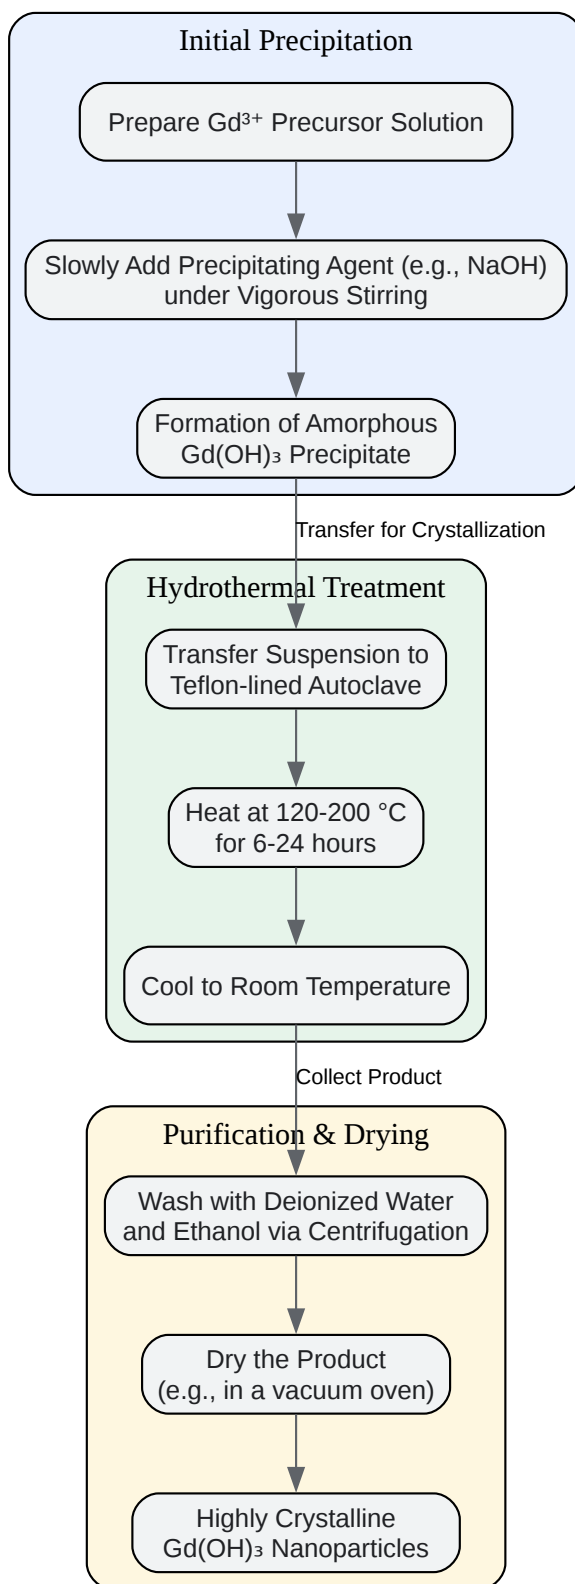 Initial Precipitation
Prepare Gd³⁺ Precursor Solution
Slowly Add Precipitating Agent (e.g., NaOH)
under Vigorous Stirring
Formation of Amorphous
Gd(OH)₃ Precipitate
Transfer for Crystallization
Hydrothermal Treatment
Transfer Suspension to
Teflon-lined Autoclave
Heat at 120-200 °C
for 6-24 hours
Cool to Room Temperature
Collect Product
Purification & Drying
Wash with Deionized Water
and Ethanol via Centrifugation
Dry the Product
(e.g., in a vacuum oven)
Highly Crystalline
Gd(OH)₃ Nanoparticles